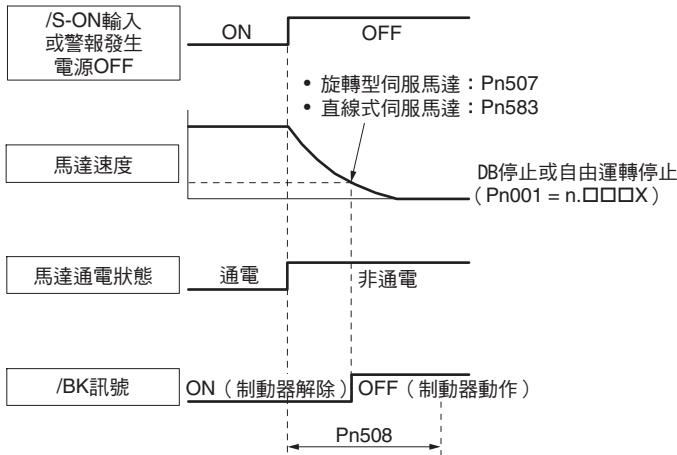 /S-ON輸入
或警報發生
電源OFF
ON
OFF
• 旋轉型伺服馬達：Pn507
• 直線式伺服馬達：Pn583
馬達速度
DB停止或自由運轉停止
（Pn001 = n.□□□X）
馬達通電狀態
通電
非通電
/BK訊號
ON（制動器解除）
OFF（制動器動作）
Pn508